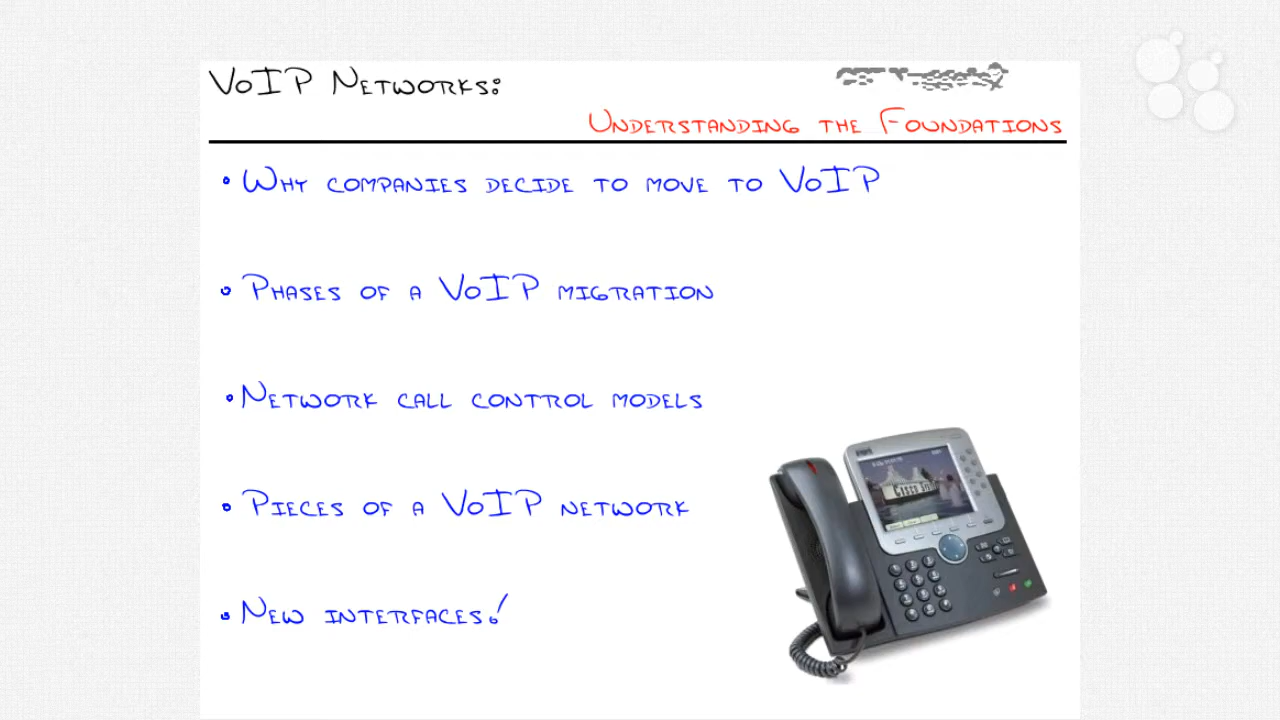 VoIP Networks:
Understanding the Foundations
• Why companies decide to move to VoIP
• Phases of a VoIP migration
• Network call control models
• Pieces of a VoIP network
• New interfaces!